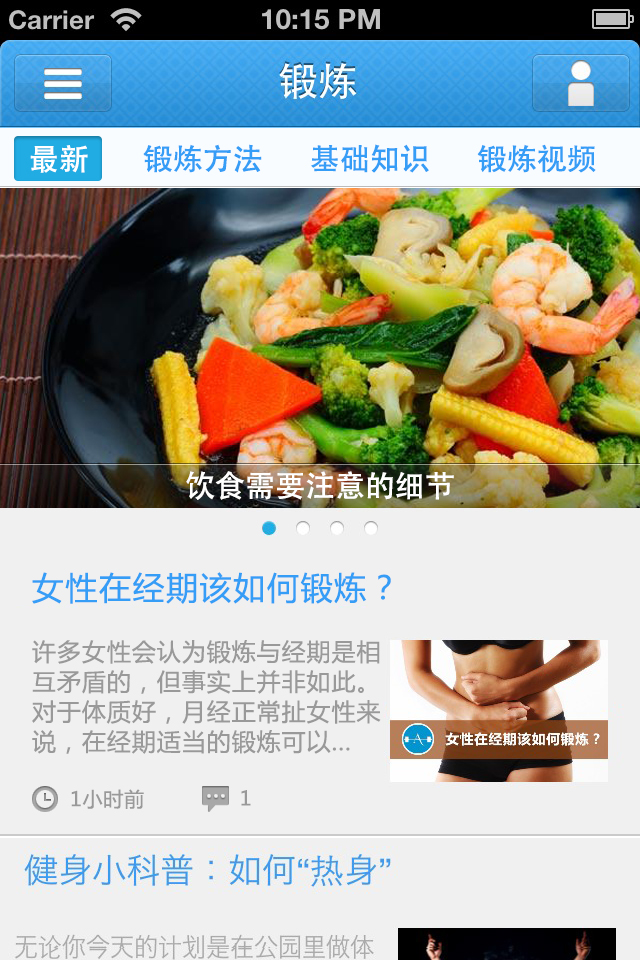 Carrier 10:15 PM
锻炼
最新 锻炼方法 基础知识 锻炼视频
饮食需要注意的细节
女性在经期该如何锻炼？
许多女性会认为锻炼与经期是相
互矛盾的，但事实上并非如此。
对于体质好，月经正常扯女性来
说，在经期适当的锻炼可以...
A 女性在经期该如何锻炼？
1小时前 1
健身小科普：如何“热身”
无论你今天的计划是在公园里做体